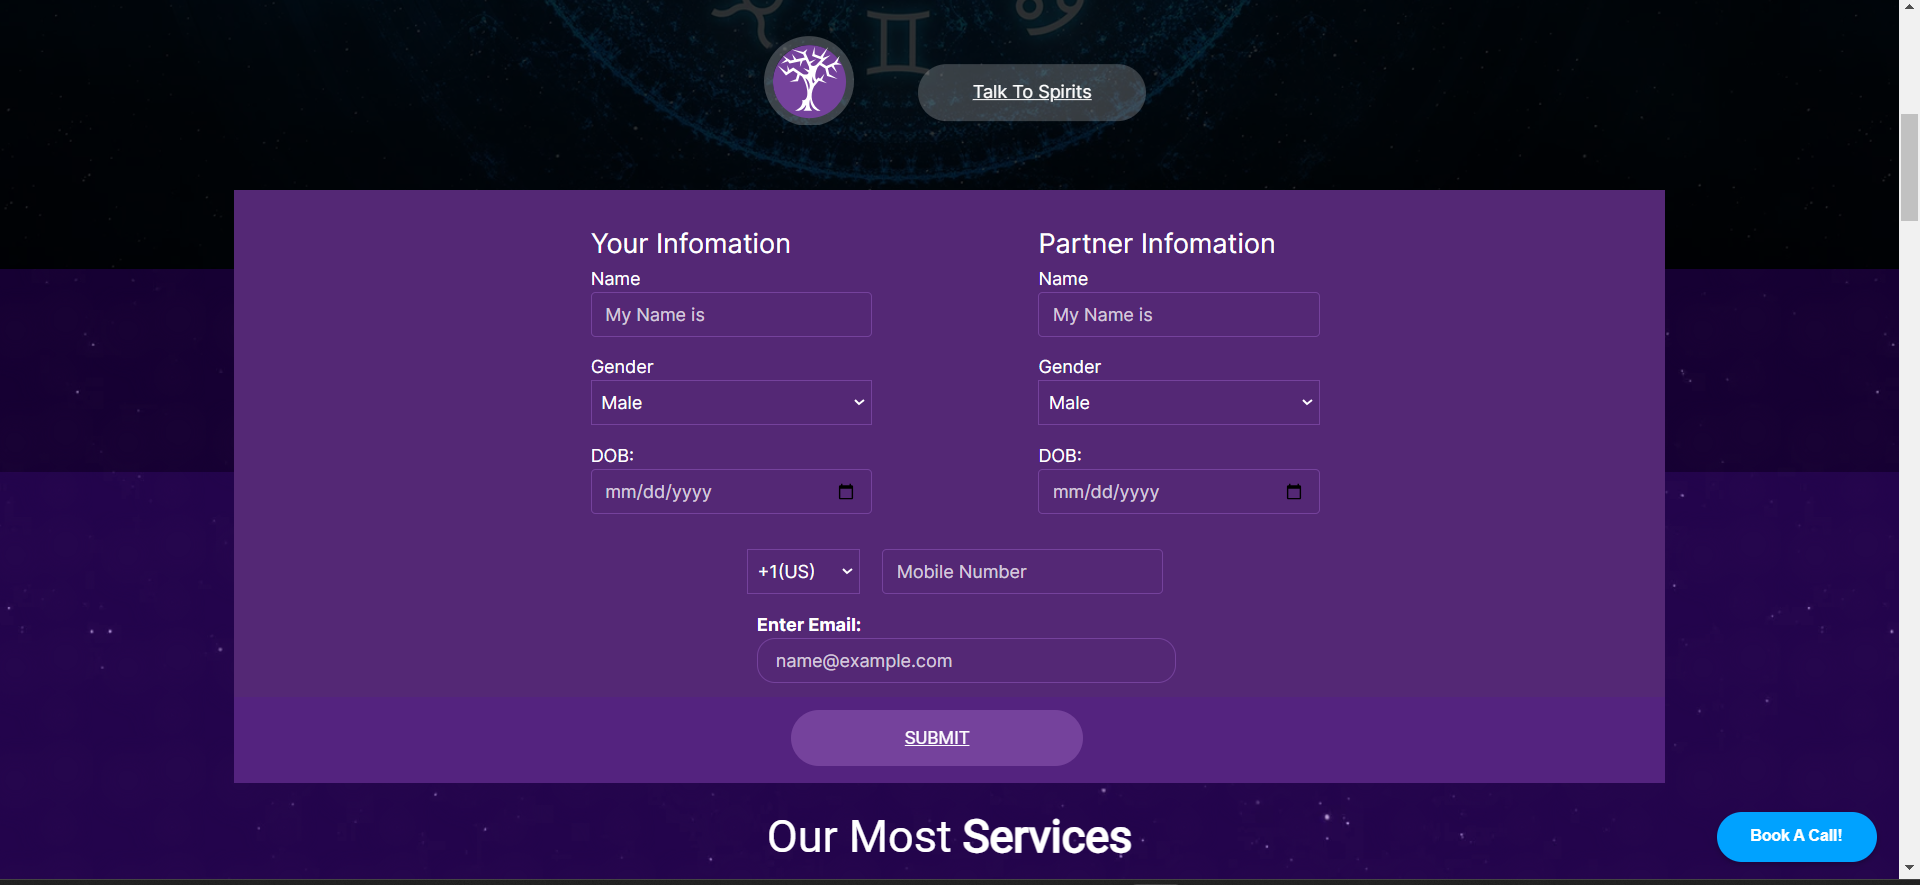 Talk To Spirits
Your Infomation
Partner Infomation
Name
Name
My Name is
My Name is
Gender
Gender
Male
Male
DOB:
DOB:
mm/dd/yyyy
mm/dd/yyyy
+1(US)
Mobile Number
Enter Email:
name@example.com
SUBMIT
Our Most Services
Book A Call!